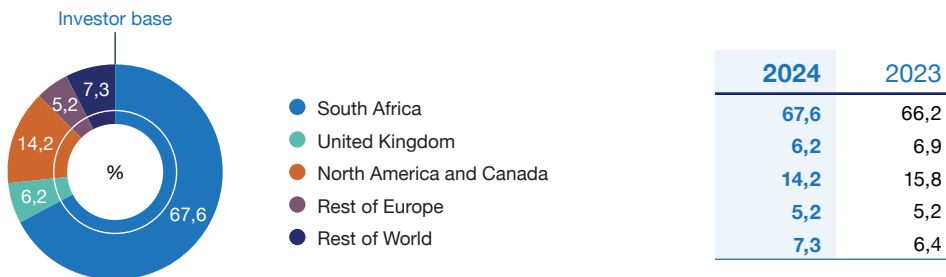 Investor base
7,3
5,2
14,2
6,2
67,6
%
South Africa
United Kingdom
North America and Canada
Rest of Europe
Rest of World
2024 2023
67,6 66,2
6,2 6,9
14,2 15,8
5,2 5,2
7,3 6,4